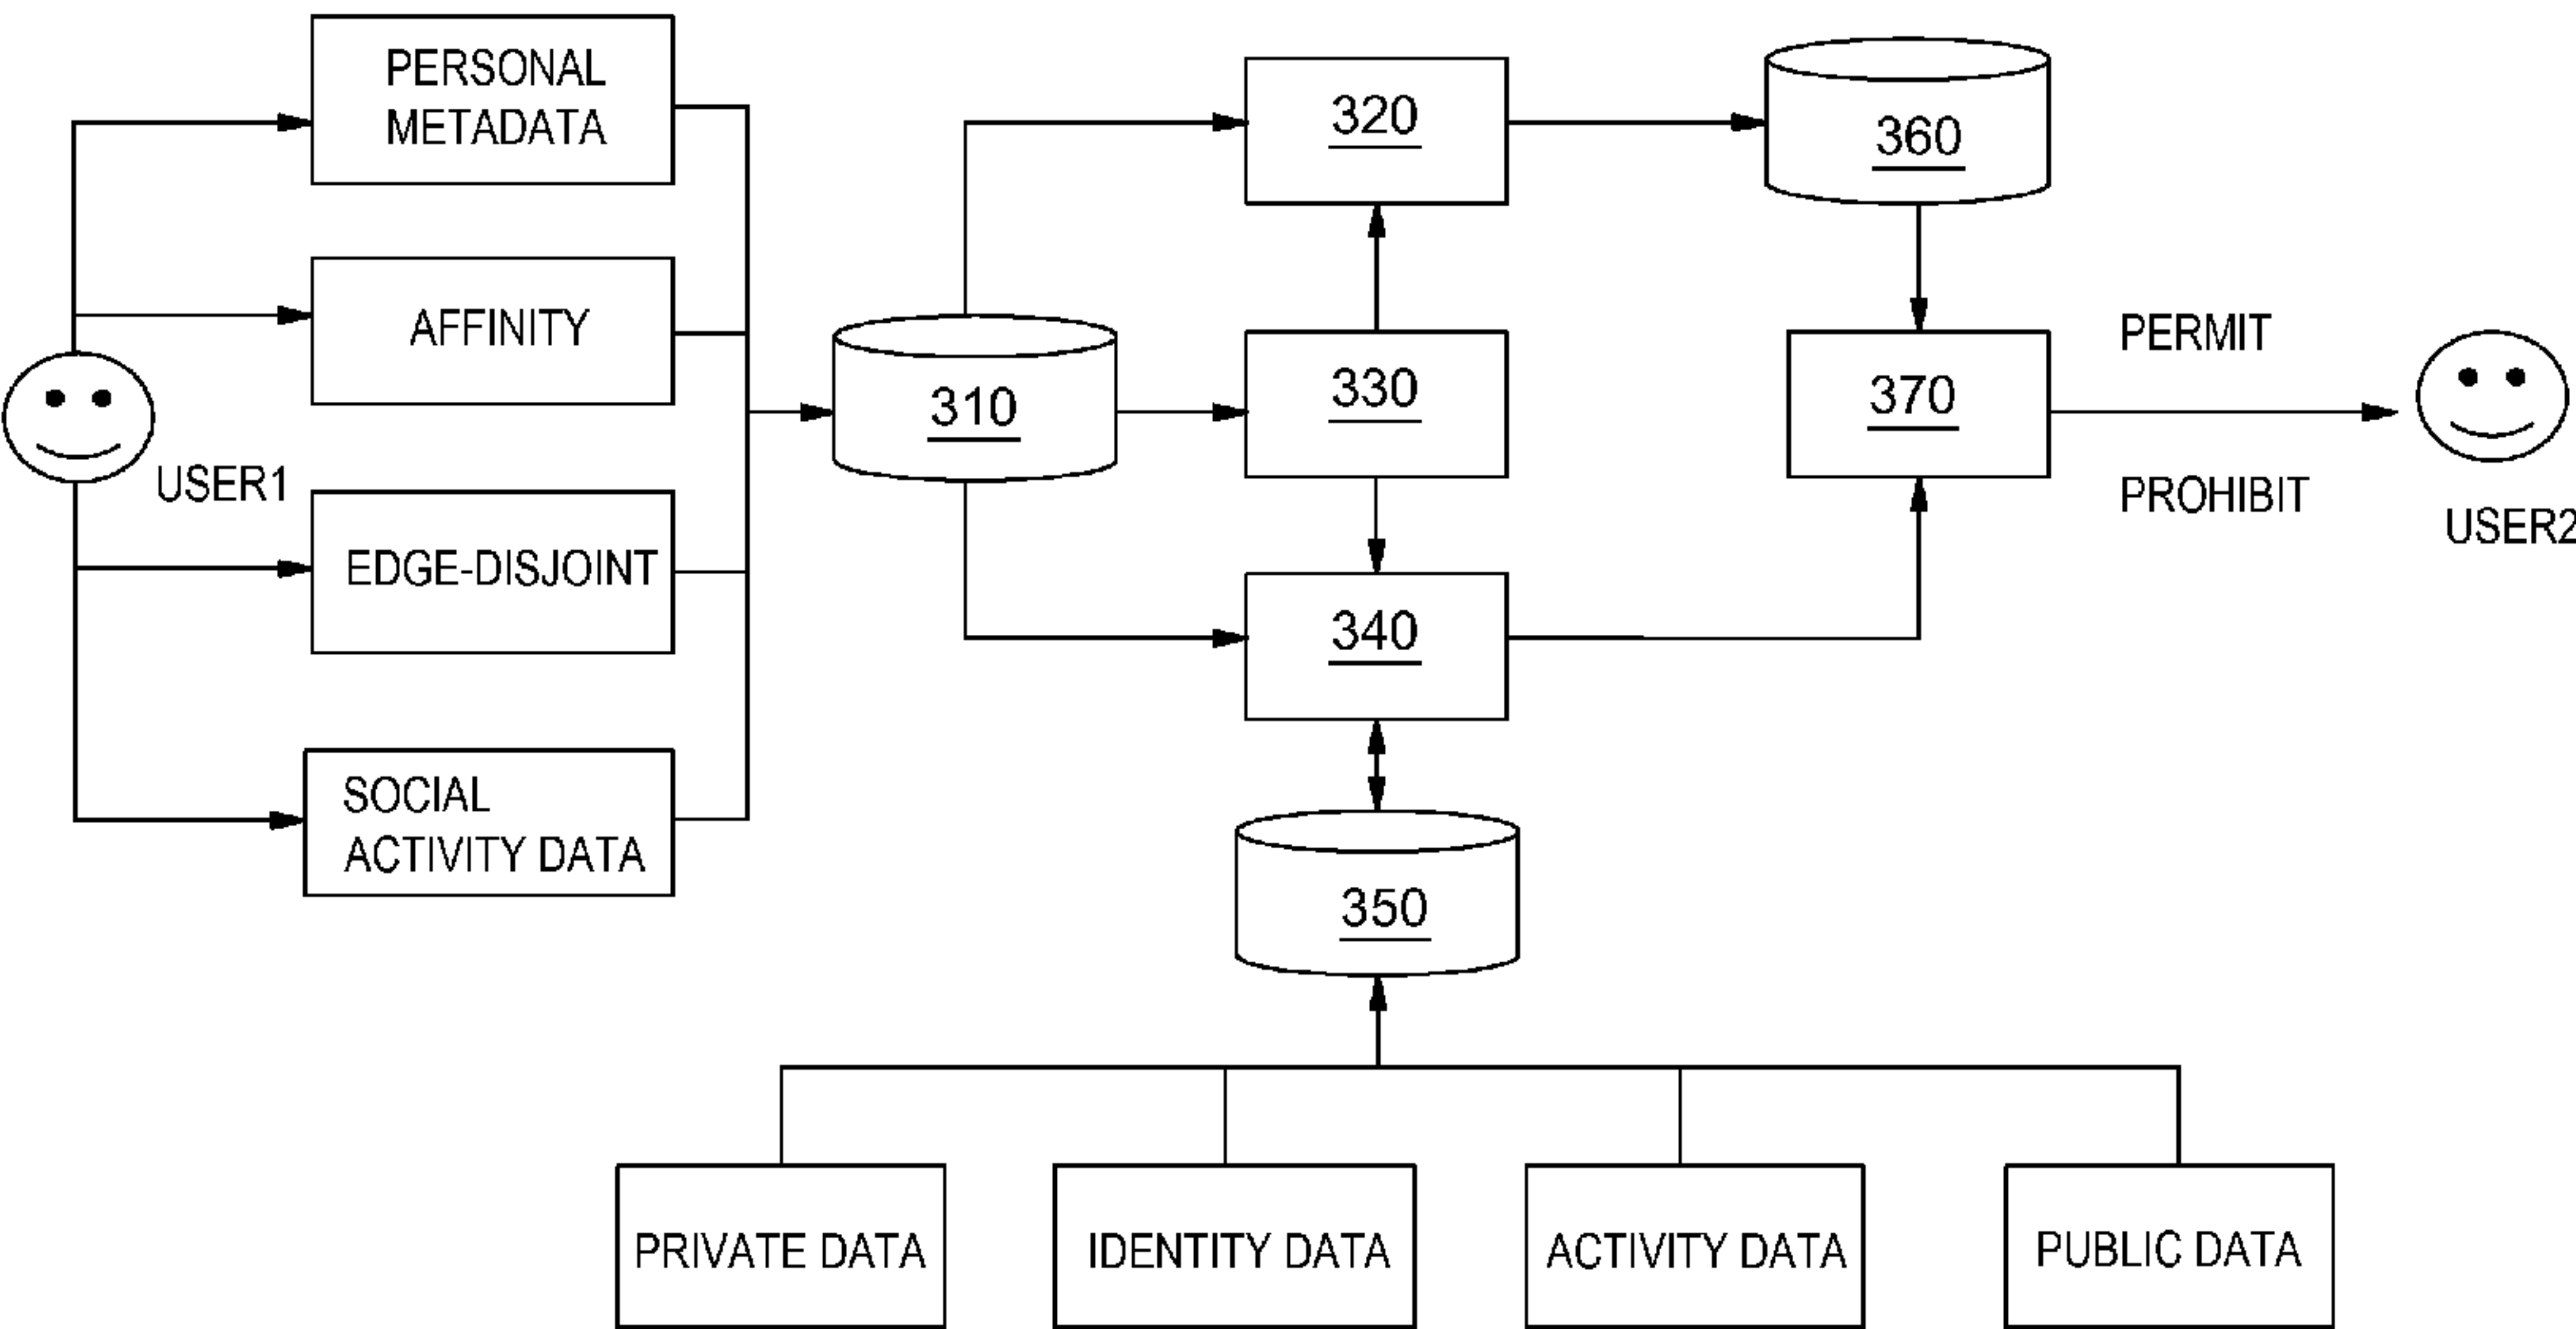 PERSONAL
METADATA
AFFINITY
USER1
EDGE-DISJOINT
SOCIAL
ACTIVITY DATA
310
320
330
340
350
360
370
PERMIT
PROHIBIT
USER2
PRIVATE DATA
IDENTITY DATA
ACTIVITY DATA
PUBLIC DATA